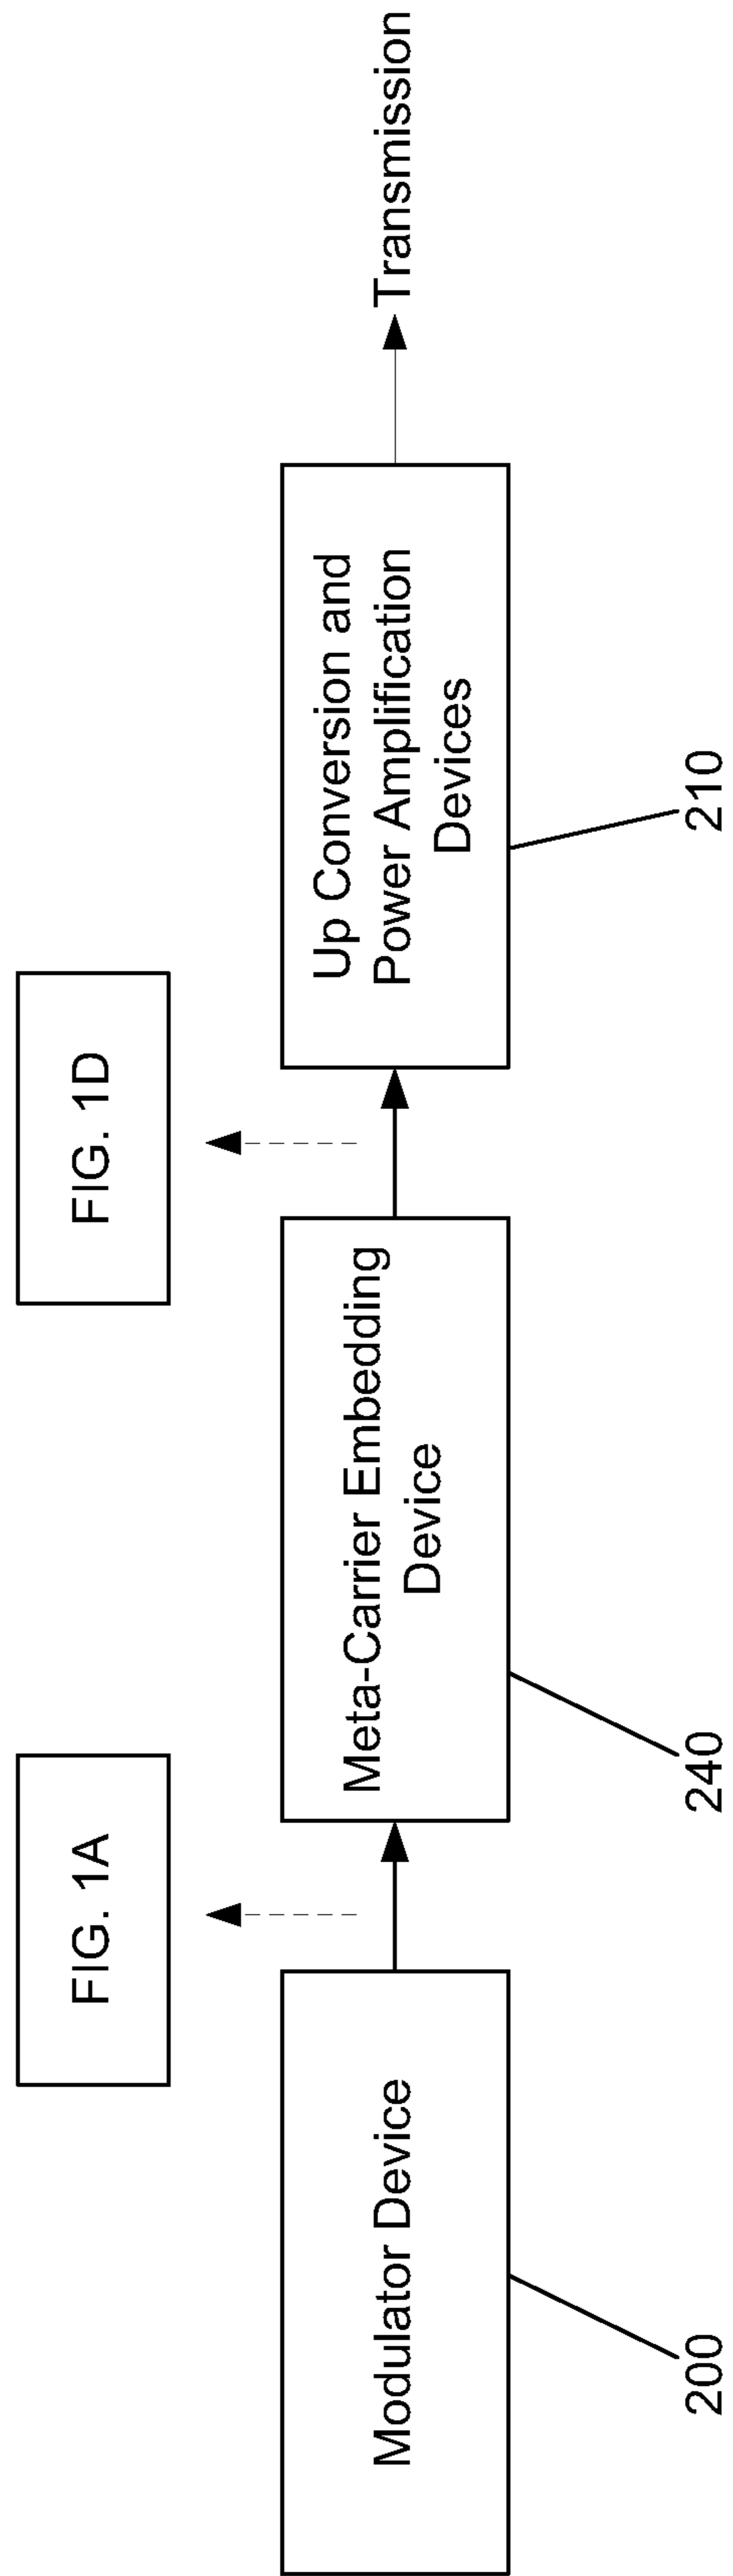 FIG. 1A
FIG. 1D
Modulator Device
Meta-Carrier Embedding
Device
Up Conversion and
Power Amplification
Devices
Transmission
200
240
210